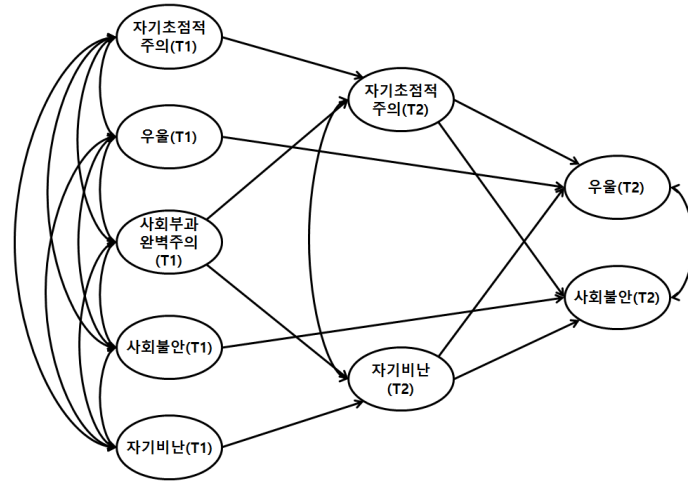 자기초점적
주의(T1)
우울(T1)
사회부과
완벽주의
(T1)
사회불안(T1)
자기비난(T1)
자기초점적
주의(T2)
자기비난
(T2)
우울(T2)
사회불안(T2)